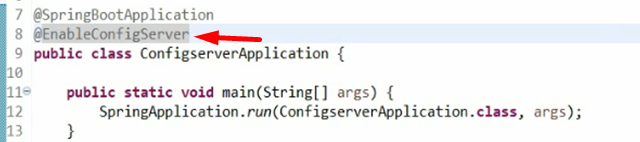 7 @SpringBootApplication
8 @EnableConfigServer
9 public class ConfigserverApplication {
10
11 public static void main(String[] args) {
12 SpringApplication.run(ConfigserverApplication.class, args);
13 }